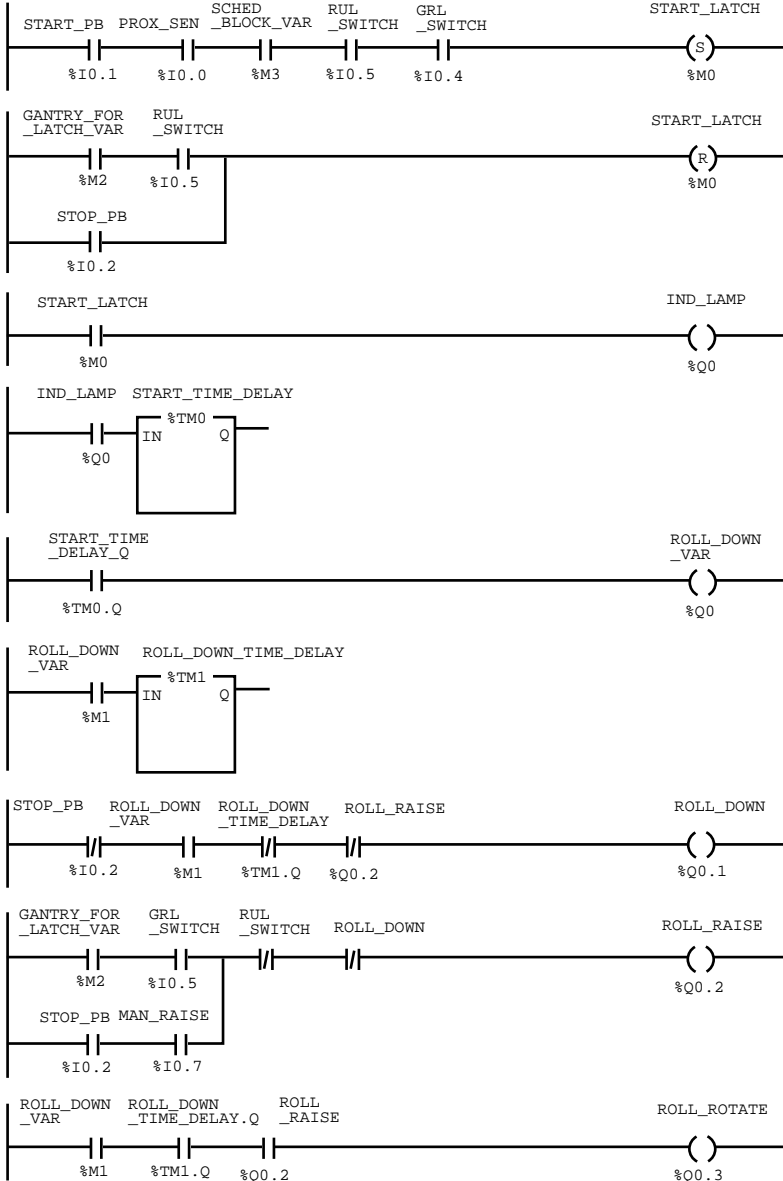 START_PB PROX_SEN SCHED _BLOCK_VAR RUL _SWITCH GRL _SWITCH START_LATCH
S
%I0.1 %I0.0 %M3 %I0.5 %I0.4 %M0
GANTRY_FOR _LATCH_VAR RUL _SWITCH START_LATCH
R
%M2 %I0.5 %M0
STOP_PB
%I0.2
START_LATCH IND_LAMP
%M0 %Q0
IND_LAMP START_TIME_DELAY
%TM0
IN Q
%Q0
START_TIME _DELAY_Q ROLL_DOWN _VAR
%TM0.Q %Q0
ROLL_DOWN _VAR ROLL_DOWN_TIME_DELAY
%TM1
IN Q
%M1
STOP_PB ROLL_DOWN _VAR ROLL_DOWN _TIME_DELAY ROLL_RAISE ROLL_DOWN
%I0.2 %M1 %TM1.Q %Q0.2 %Q0.1
GANTRY_FOR _LATCH_VAR GRL _SWITCH RUL _SWITCH ROLL_DOWN ROLL_RAISE
%M2 %I0.5 %Q0.2
STOP_PB MAN_RAISE
%I0.2 %I0.7
ROLL_DOWN _VAR ROLL_DOWN _TIME_DELAY.Q ROLL _RAISE ROLL_ROTATE
%M1 %TM1.Q %Q0.2 %Q0.3